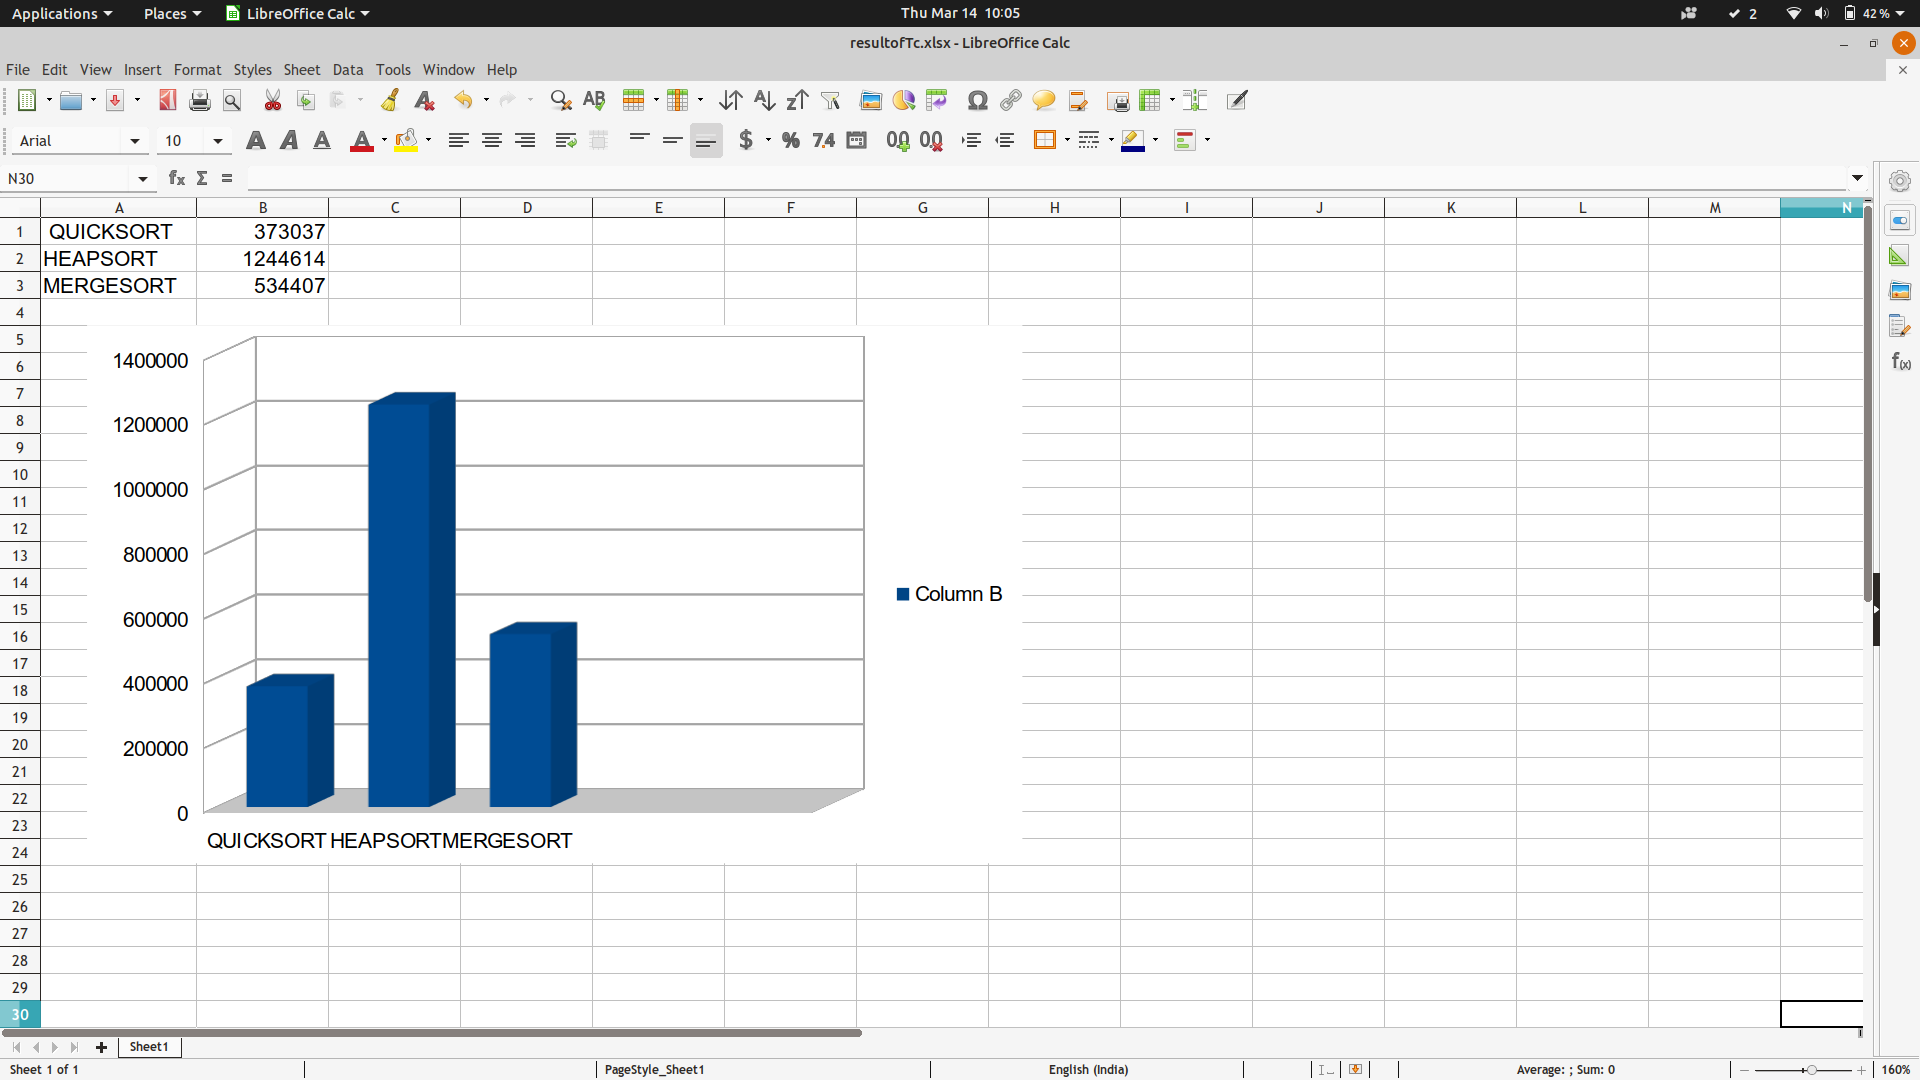 Applications Places LibreOffice Calc Thu Mar 14 10:05 2 42 %
resultofTc.xlsx - LibreOffice Calc
File Edit View Insert Format Styles Sheet Data Tools Window Help
Arial 10
N30
A B C D E F G H I J K L M N
1 QUICKSORT 373037
2 HEAPSORT 1244614
3 MERGESORT 534407
4
5
6
7
8
9
10
11
12
13
14
15
16
17
18
19
20
21
22
23
24
25
26
27
28
29
30
1400000
1200000
1000000
800000
600000
400000
200000
0
QUICKSORT HEAPSORT MERGESORT
Column B
Sheet1
Sheet 1 of 1 PageStyle_Sheet1 English (India) Average: ; Sum: 0 160%